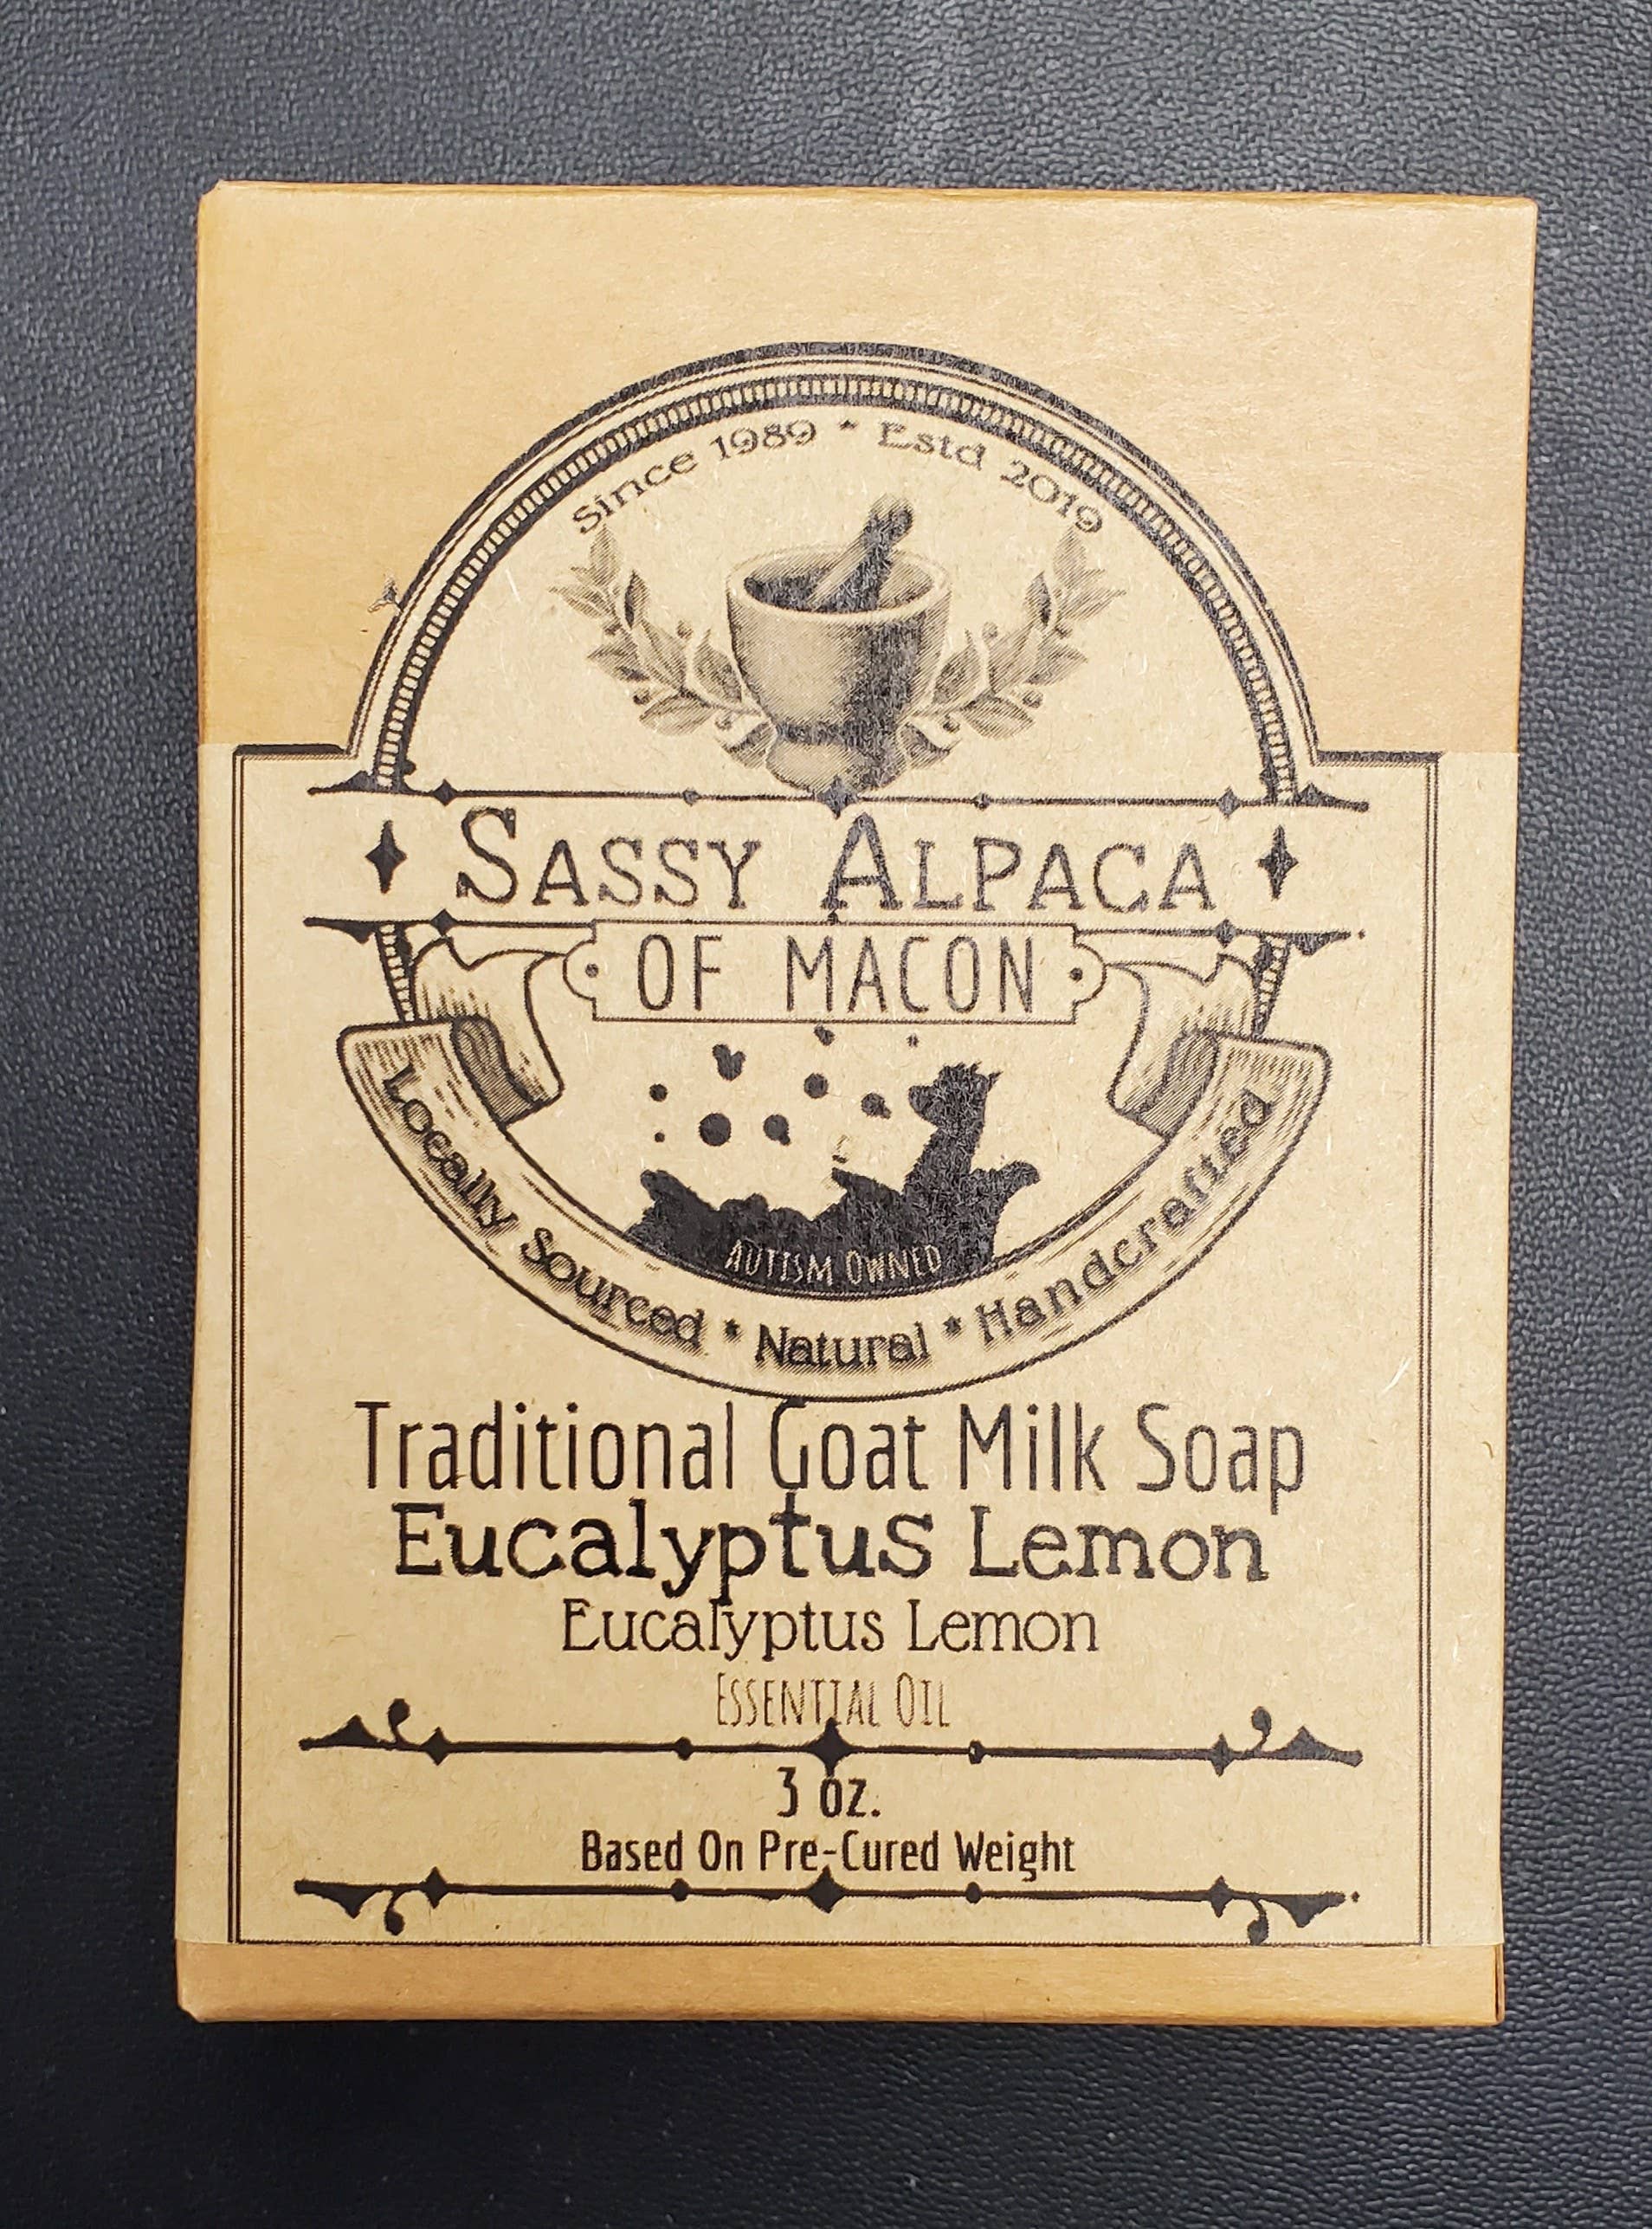 Since 1989 * Estd 2019
SASSY ALPACA
OF MACON
AUTISM OWNED
Locally Sourced * Natural * Handcrafted
Traditional Goat Milk Soap
Eucalyptus Lemon
Eucalyptus Lemon
ESSENTIAL OIL
3 oz.
Based On Pre-Cured Weight